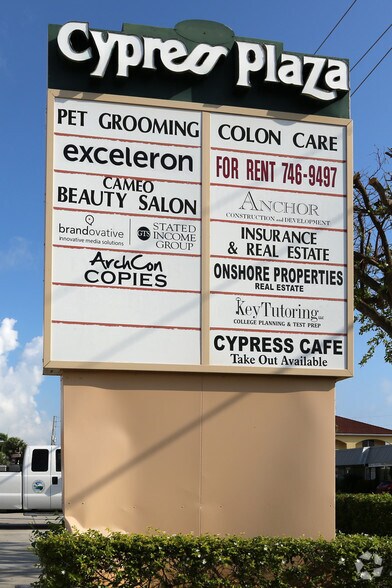 Cypress Plaza
PET GROOMING
exceleron
CAMEO
BEAUTY SALON
brandovative
innovative media solutions
SIS STATED
INCOME
GROUP
ArchCon
COPIES
COLON CARE
FOR RENT 746-9497
ANCHOR
CONSTRUCTION and DEVELOPMENT
INSURANCE
& REAL ESTATE
ONSHORE PROPERTIES
REAL ESTATE
KeyTutoring LLC
COLLEGE PLANNING & TEST PREP
CYPRESS CAFE
Take Out Available